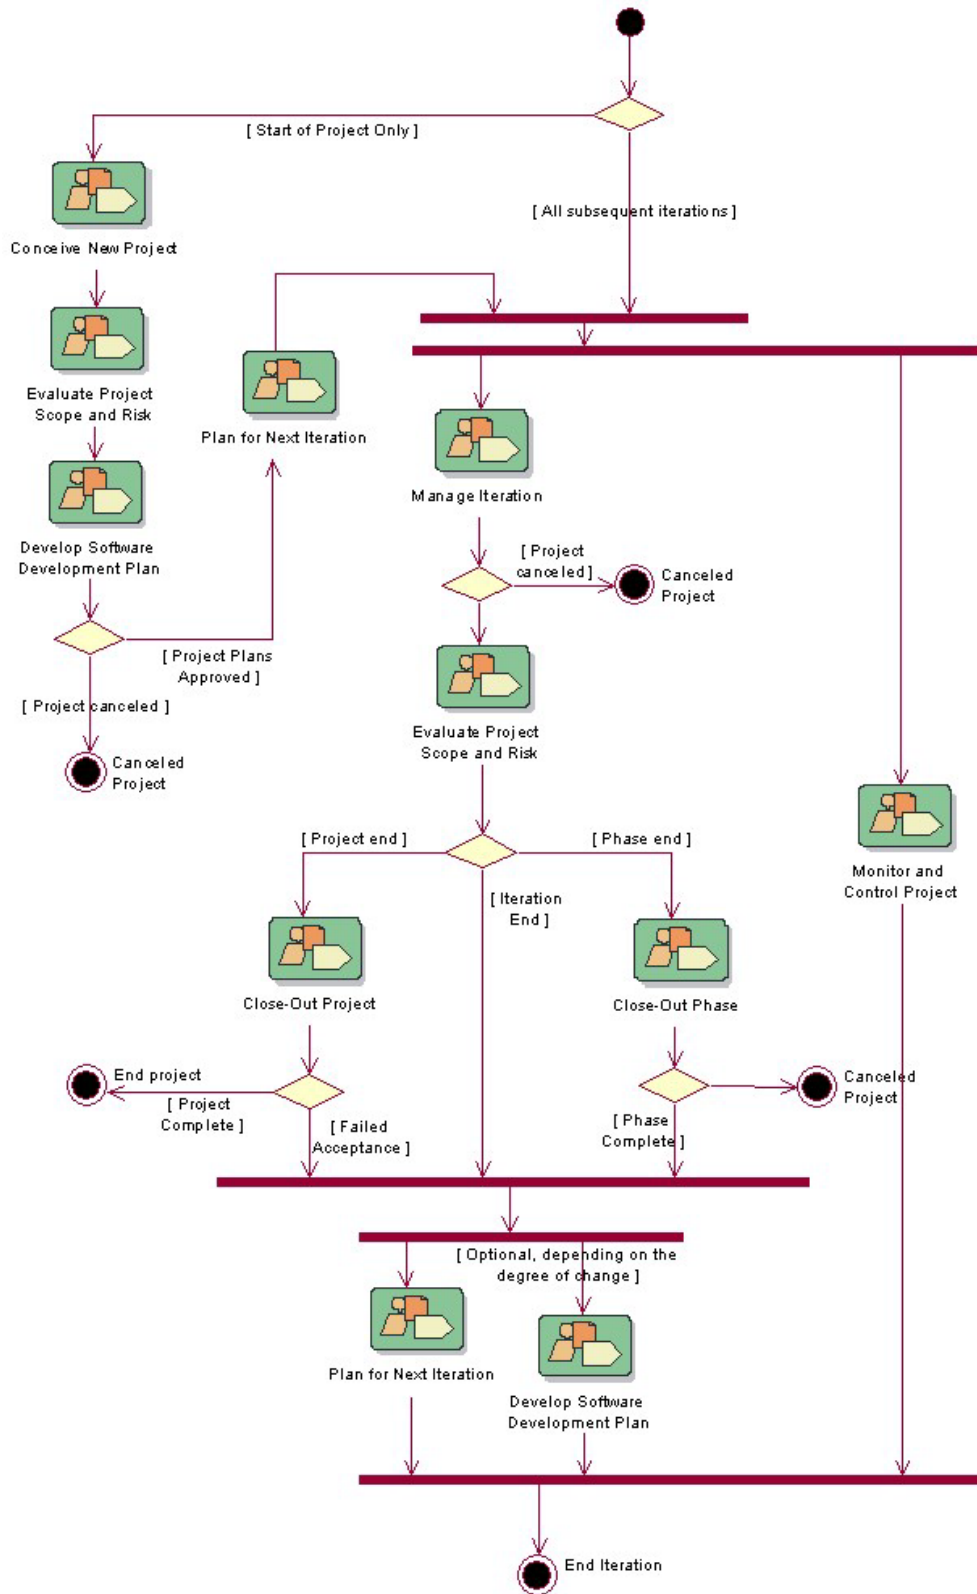 [ Start of Project Only ]
[ All subsequent iterations ]
Conceive New Project
Evaluate Project
Scope and Risk
Plan for Next Iteration
Manage Iteration
Develop Software
Development Plan
[ Project
canceled ]
Canceled
Project
[ Project Plans
Approved ]
[ Project canceled ]
Evaluate Project
Scope and Risk
Canceled
Project
[ Project end ]
[ Phase end ]
Monitor and
Control Project
[ Iteration
End ]
Close-Out Project
Close-Out Phase
End project
[ Project
Complete ]
Canceled
Project
[ Failed
Acceptance ]
[ Phase
Complete ]
[ Optional, depending on the
degree of change ]
Plan for Next Iteration
Develop Software
Development Plan
End Iteration